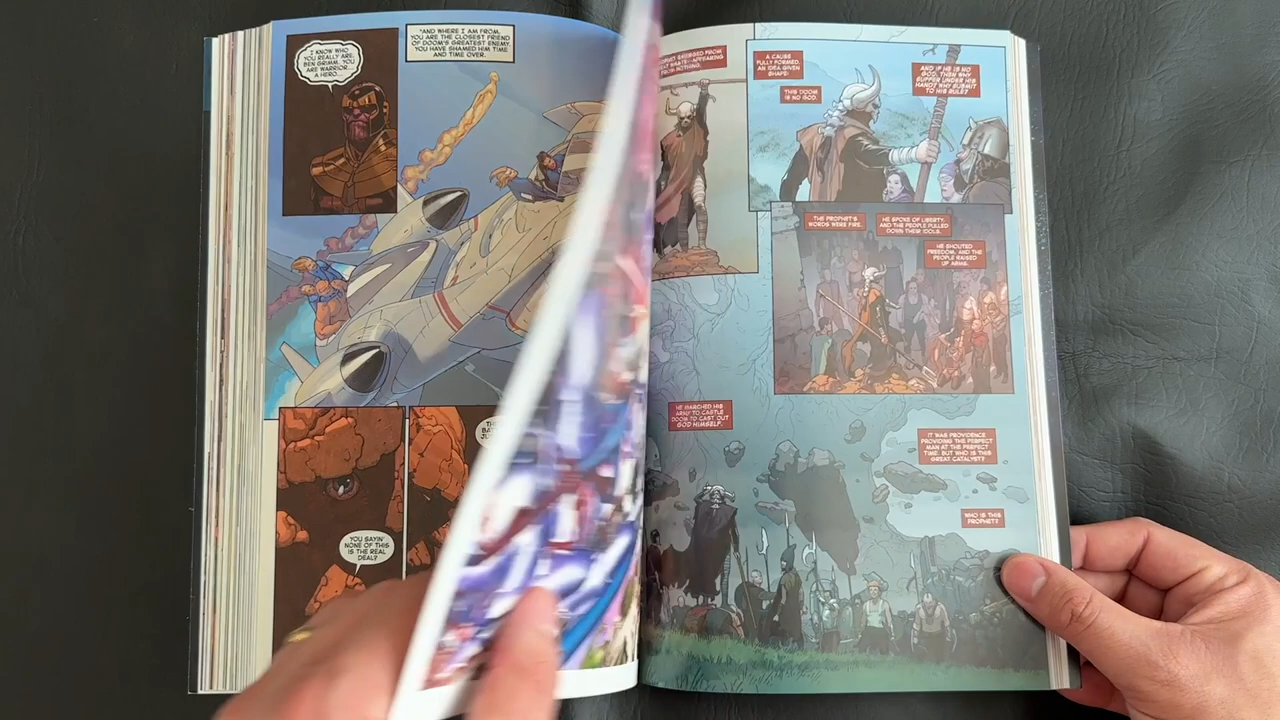 I KNOW WHO
YOU REALLY ARE,
BEN GRIMM. YOU
ARE WARRIOR...
A HERO...
"AND WHERE I AM FROM,
YOU ARE THE CLOSEST FRIEND
OF DOOM'S GREATEST ENEMY.
YOU HAVE SHAMED HIM TIME
AND TIME OVER.
YOU SAYIN'
NONE OF THIS
IS THE REAL
DEAL?
EMERGED FROM
WASTE--APPEARING
FROM NOTHING.
A CAUSE
FULLY FORMED,
AN IDEA GIVEN
SHAPE:
THIS DOOM
IS NO GOD.
AND IF HE IS NO
GOD, THEN WHY
SUFFER UNDER HIS
HAND? WHY SUBMIT
TO HIS RULE?
THE PROPHET'S
WORDS WERE FIRE.
HE SPOKE OF LIBERTY,
AND THE PEOPLE PULLED
DOWN THEIR IDOLS.
HE SHOUTED
FREEDOM, AND THE
PEOPLE RAISED
UP ARMS.
HE MARCHED HIS
ARMY TO CASTLE
DOOM TO CAST OUT
GOD HIMSELF.
IT WAS PROVIDENCE
PROVIDING THE PERFECT
MAN AT THE PERFECT
TIME. BUT WHO IS THIS
GREAT CATALYST?
WHO IS THIS
PROPHET?